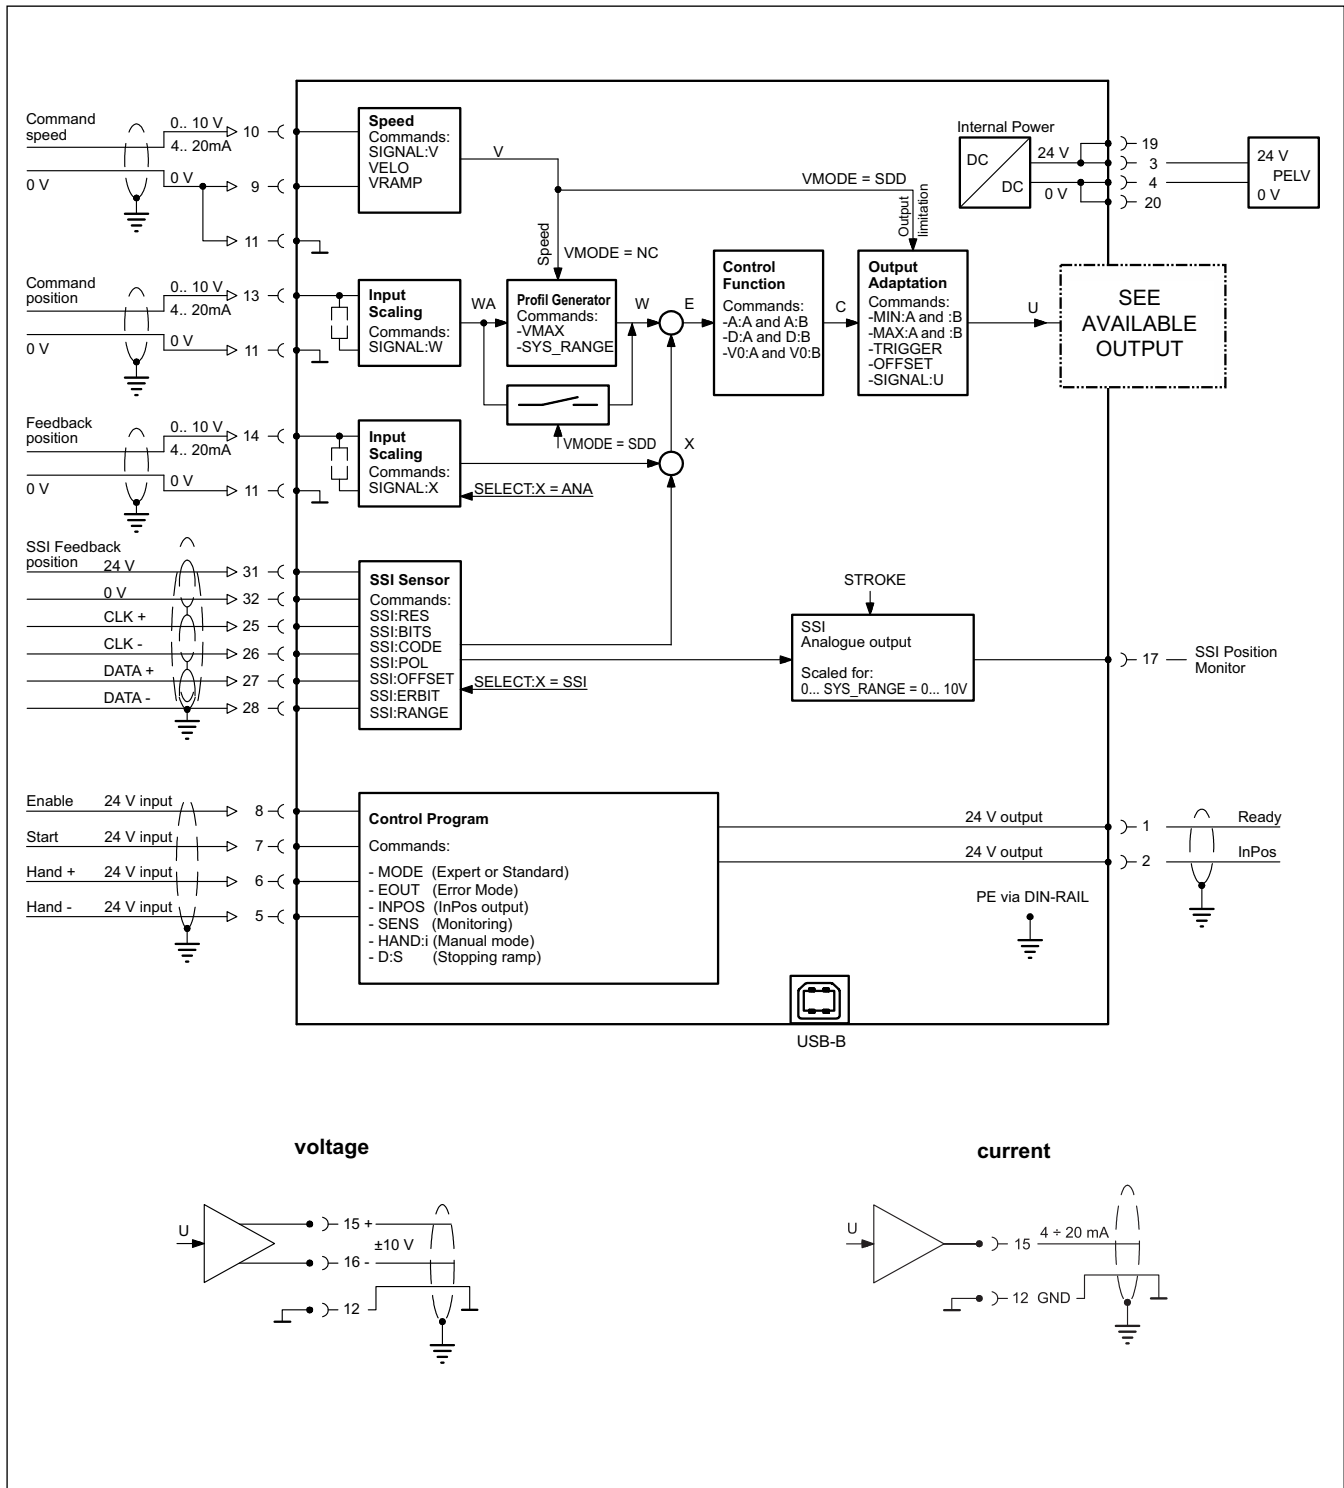 Command
speed
0.. 10 V
4.. 20mA
10
0 V
0 V
9
11
Speed
Commands:
SIGNAL:V
VELO
VRAMP
V
VMODE = SDD
Output
limitation
Speed
VMODE = NC
Internal Power
DC
DC
24 V
0 V
19
3
4
20
24 V
PELV
0 V
Command
position
0.. 10 V
4.. 20mA
13
0 V
0 V
11
Input
Scaling
Commands:
SIGNAL:W
WA
Profil Generator
Commands:
-VMAX
-SYS_RANGE
W
E
VMODE = SDD
Control
Function
Commands:
-A:A and A:B
-D:A and D:B
-V0:A and V0:B
C
Output
Adaptation
Commands:
-MIN:A and :B
-MAX:A and :B
-TRIGGER
-OFFSET
-SIGNAL:U
U
SEE
AVAILABLE
OUTPUT
Feedback
position
0.. 10 V
4.. 20mA
14
0 V
0 V
11
Input
Scaling
Commands:
SIGNAL:X
X
SELECT:X = ANA
SSI Feedback
position
24 V
31
0 V
32
CLK +
25
CLK -
26
DATA +
27
DATA -
28
SSI Sensor
Commands:
SSI:RES
SSI:BITS
SSI:CODE
SSI:POL
SSI:OFFSET
SSI:ERBIT
SSI:RANGE
SELECT:X = SSI
STROKE
SSI
Analogue output
Scaled for:
0... SYS_RANGE = 0... 10V
17
SSI Position
Monitor
Enable 24 V input 8
Start 24 V input 7
Hand + 24 V input 6
Hand - 24 V input 5
Control Program
Commands:
- MODE (Expert or Standard)
- EOUT (Error Mode)
- INPOS (InPos output)
- SENS (Monitoring)
- HAND:i (Manual mode)
- D:S (Stopping ramp)
24 V output 1 Ready
24 V output 2 InPos
PE via DIN-RAIL
USB-B
voltage
U
15 +
±10 V
16 -
12
current
U
15
4 ÷ 20 mA
12 GND